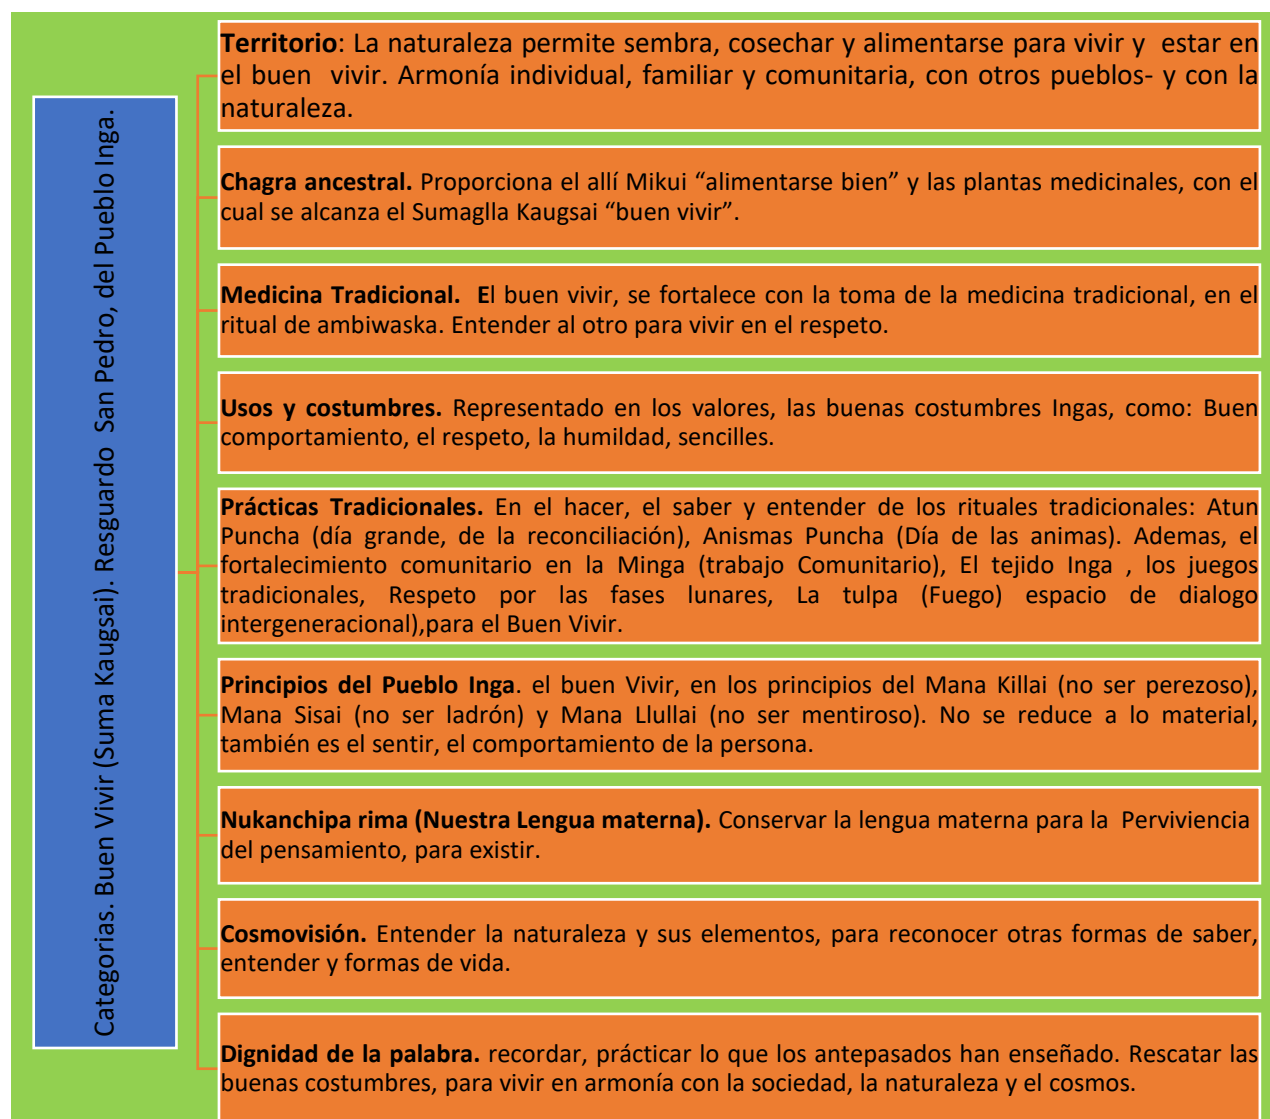 Categorias. Buen Vivir (Suma Kaugsai). Resguardo San Pedro, del Pueblo Inga.
Territorio: La naturaleza permite sembra, cosechar y alimentarse para vivir y estar en
el buen vivir. Armonía individual, familiar y comunitaria, con otros pueblos- y con la
naturaleza.
Chagra ancestral. Proporciona el allí Mikui “alimentarse bien” y las plantas medicinales, con el
cual se alcanza el Sumaglla Kaugsai “buen vivir”.
Medicina Tradicional. El buen vivir, se fortalece con la toma de la medicina tradicional, en el
ritual de ambiwaska. Entender al otro para vivir en el respeto.
Usos y costumbres. Representado en los valores, las buenas costumbres Ingas, como: Buen
comportamiento, el respeto, la humildad, sencilles.
Prácticas Tradicionales. En el hacer, el saber y entender de los rituales tradicionales: Atun
Puncha (día grande, de la reconciliación), Anismas Puncha (Día de las animas). Ademas, el
fortalecimiento comunitario en la Minga (trabajo Comunitario), El tejido Inga , los juegos
tradicionales, Respeto por las fases lunares, La tulpa (Fuego) espacio de dialogo
intergeneracional),para el Buen Vivir.
Principios del Pueblo Inga. el buen Vivir, en los principios del Mana Killai (no ser perezoso),
Mana Sisai (no ser ladrón) y Mana Llullai (no ser mentiroso). No se reduce a lo material,
también es el sentir, el comportamiento de la persona.
Nukanchipa rima (Nuestra Lengua materna). Conservar la lengua materna para la Perviviencia
del pensamiento, para existir.
Cosmovisión. Entender la naturaleza y sus elementos, para reconocer otras formas de saber,
entender y formas de vida.
Dignidad de la palabra. recordar, prácticar lo que los antepasados han enseñado. Rescatar las
buenas costumbres, para vivir en armonía con la sociedad, la naturaleza y el cosmos.